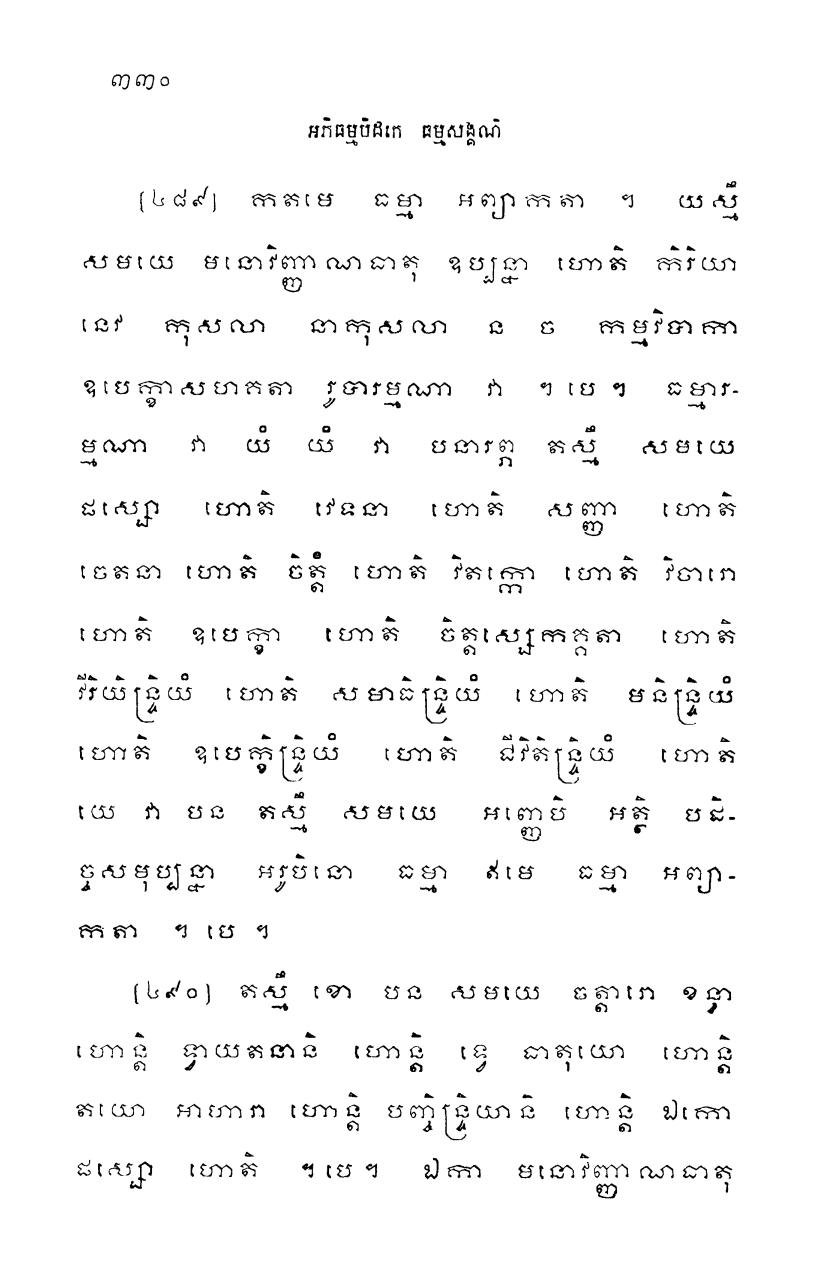 ៣៣០
អភិធម្មបិដកេ ធម្មសង្គណិ
[៤៨៩] កតមេ ធម្មា អព្យាកតា ។ យស្មឹ
សមយេ មនោវិញ្ញាណធាតុ ឧប្បន្នា ហោតិ កិរិយា
នេវ កុសលា នាកុសលា ន ច កម្មវិបាកា
ឧបេក្ខាសហគតា រូបារម្មណា វា ។ បេ ។ ធម្មារ-
ម្មណា វា យំ យំ វា បនារព្ភ តស្មឹ សមយេ
ផស្សោ ហោតិ វេទនា ហោតិ សញ្ញា ហោតិ
ចេតនា ហោតិ ចិត្តំ ហោតិ វិតក្កោ ហោតិ វិចារោ
ហោតិ ឧបេក្ខា ហោតិ ចិត្តស្សេកគ្គតា ហោតិ
វីរិយិន្ទ្រិយំ ហោតិ សមាធិន្ទ្រិយំ ហោតិ មនិន្ទ្រិយំ
ហោតិ ឧបេក្ខិន្ទ្រិយំ ហោតិ ជីវិតិន្ទ្រិយំ ហោតិ
យេ វា បន តស្មឹ សមយេ អញ្ញេបិ អត្ថិ បដិ-
ច្ចសមុប្បន្នា អរូបិនោ ធម្មា ឥមេ ធម្មា អព្យា-
កតា ។ បេ ។
[៤៩០] តស្មឹ ខោ បន សមយេ ចត្តារោ ខន្ធា
ហោន្តិ ទ្វាយតនានិ ហោន្តិ ទ្វេ ធាតុយោ ហោន្តិ
តយោ អាហារា ហោន្តិ បញ្ចិន្ទ្រិយានិ ហោន្តិ ឯកោ
ផស្សោ ហោតិ ។ បេ ។ ឯកា មនោវិញ្ញាណធាតុ